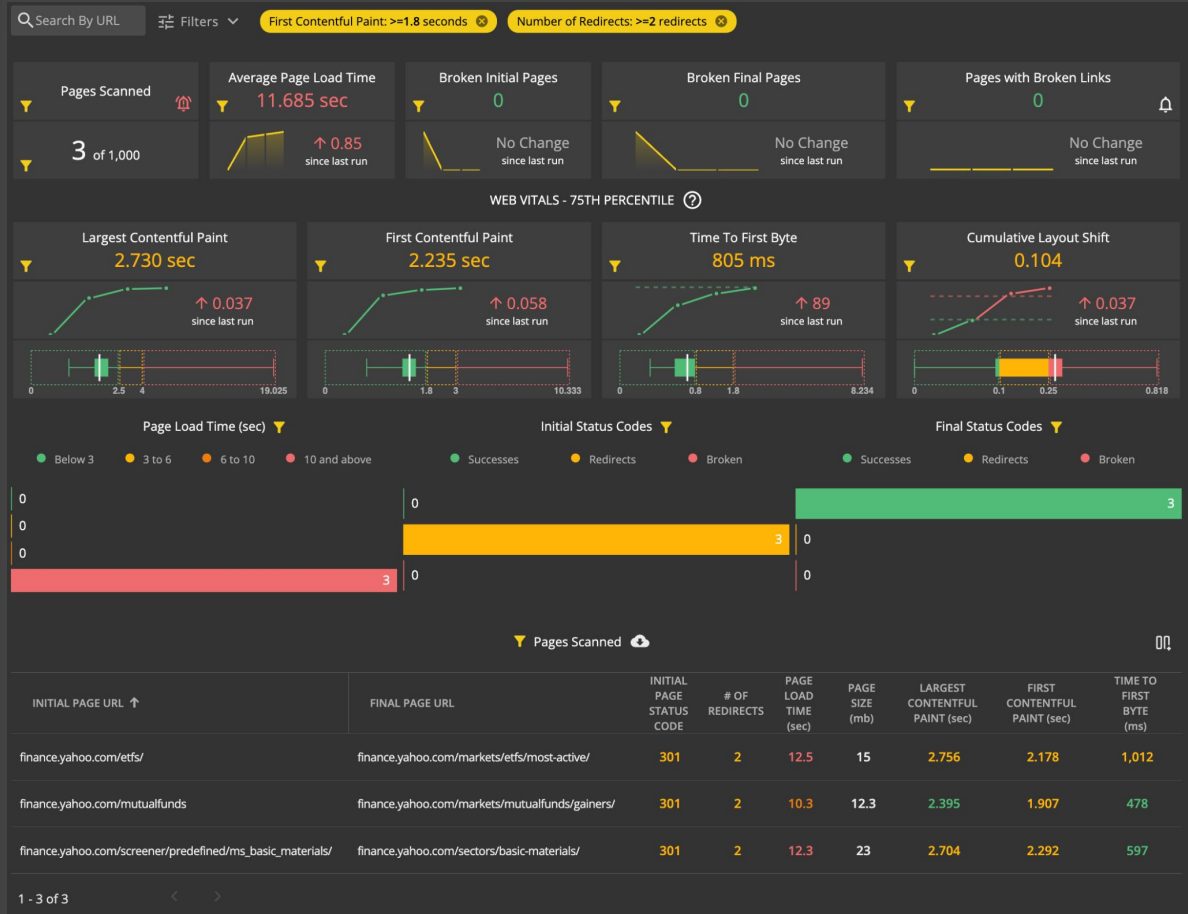 Search By URL
Filters
First Contentful Paint: >=1.8 seconds
Number of Redirects: >=2 redirects
Pages Scanned
3 of 1,000
Average Page Load Time
11.685 sec
↑ 0.85
since last run
Broken Initial Pages
0
No Change
since last run
Broken Final Pages
0
No Change
since last run
Pages with Broken Links
0
No Change
since last run
WEB VITALS - 75TH PERCENTILE ?
Largest Contentful Paint
2.730 sec
↑ 0.037
since last run
0 2.5 4 19.025
First Contentful Paint
2.235 sec
↑ 0.058
since last run
0 1.8 3 10.333
Time To First Byte
805 ms
↑ 89
since last run
0 0.8 1.8 8.234
Cumulative Layout Shift
0.104
↑ 0.037
since last run
0 0.1 0.25 0.818
Page Load Time (sec)
Below 3 3 to 6 6 to 10 10 and above
0
0
0
3
Initial Status Codes
Successes Redirects Broken
0
3
0
Final Status Codes
Successes Redirects Broken
3
0
0
Pages Scanned
INITIAL PAGE URL ↑
FINAL PAGE URL
INITIAL
PAGE
STATUS
CODE
# OF
REDIRECTS
PAGE
LOAD
TIME
(sec)
PAGE
SIZE
(mb)
LARGEST
CONTENTFUL
PAINT (sec)
FIRST
CONTENTFUL
PAINT (sec)
TIME TO
FIRST
BYTE
(ms)
finance.yahoo.com/etfs/ finance.yahoo.com/markets/etfs/most-active/ 301 2 12.5 15 2.756 2.178 1,012
finance.yahoo.com/mutualfunds finance.yahoo.com/markets/mutualfunds/gainers/ 301 2 10.3 12.3 2.395 1.907 478
finance.yahoo.com/screener/predefined/ms_basic_materials/ finance.yahoo.com/sectors/basic-materials/ 301 2 12.3 23 2.704 2.292 597
1 - 3 of 3